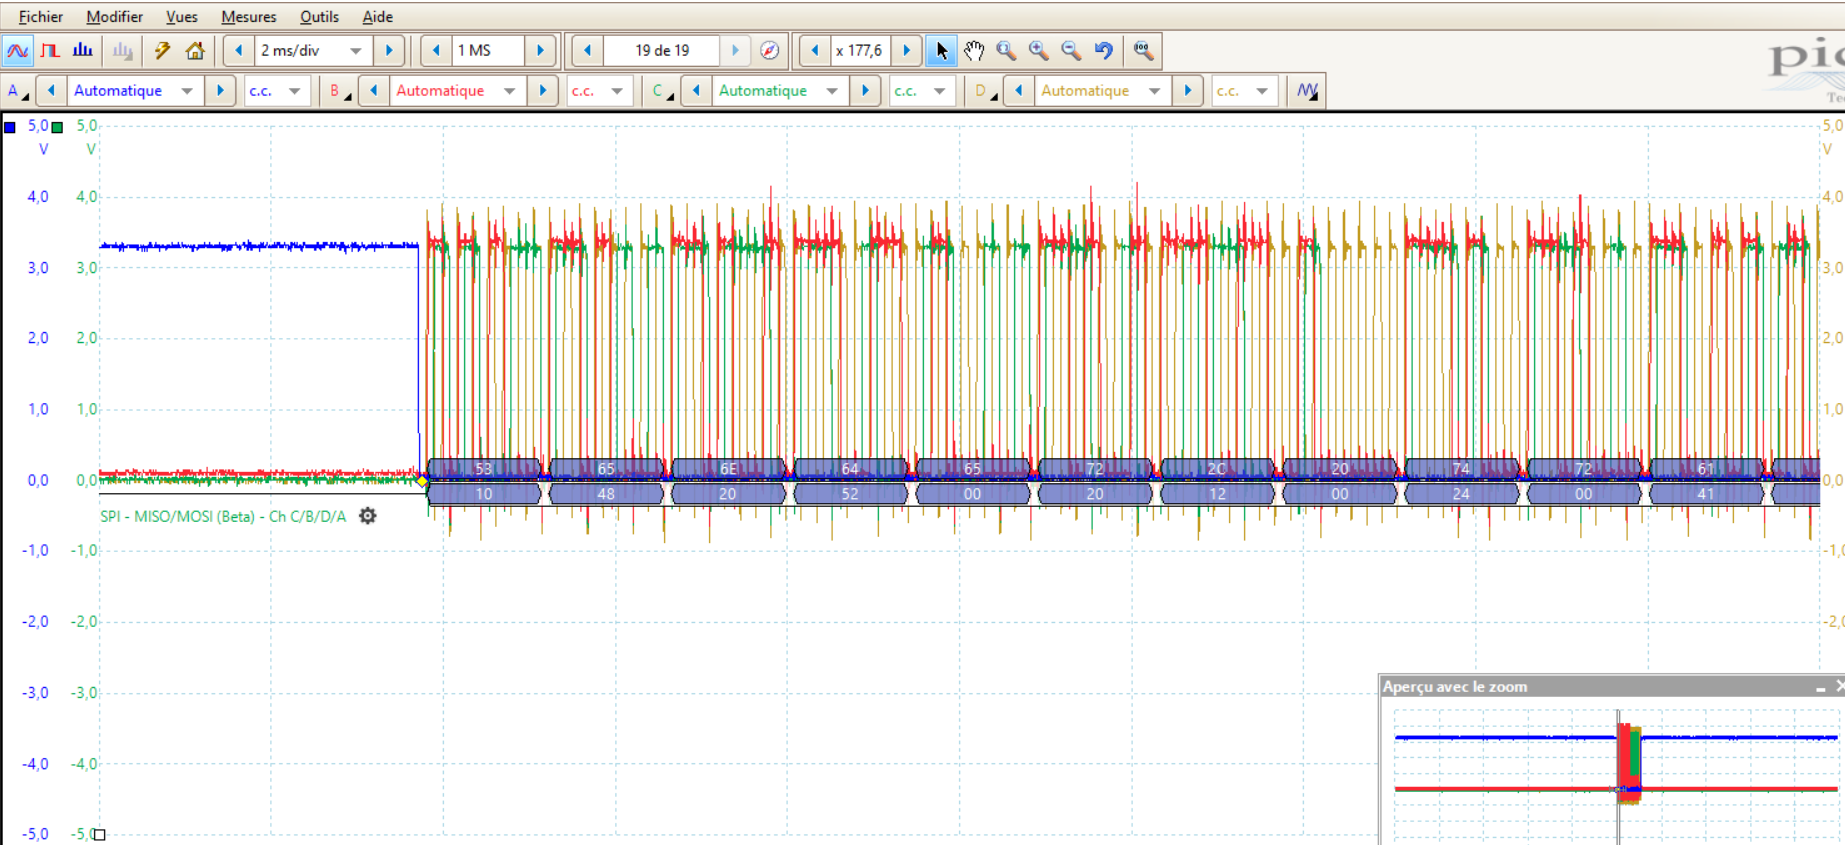 Fichier Modifier Vues Mesures Outils Aide
2 ms/div 1 MS 19 de 19 x 177,6
pic
Te
A Automatique c.c. B Automatique c.c. C Automatique c.c. D Automatique c.c.
5,0 5,0 5,0
V V V
4,0 4,0 4,0
3,0 3,0 3,0
2,0 2,0 2,0
1,0 1,0 1,0
53 65 6E 64 65 72 2C 20 74 72 61
0,0 0,0 0,0
10 48 20 52 00 20 12 00 24 00 41
SPI - MISO/MOSI (Beta) - Ch C/B/D/A
-1,0 -1,0 -1,0
-2,0 -2,0 -2,0
-3,0 -3,0
Aperçu avec le zoom
-4,0 -4,0
-5,0 -5,0